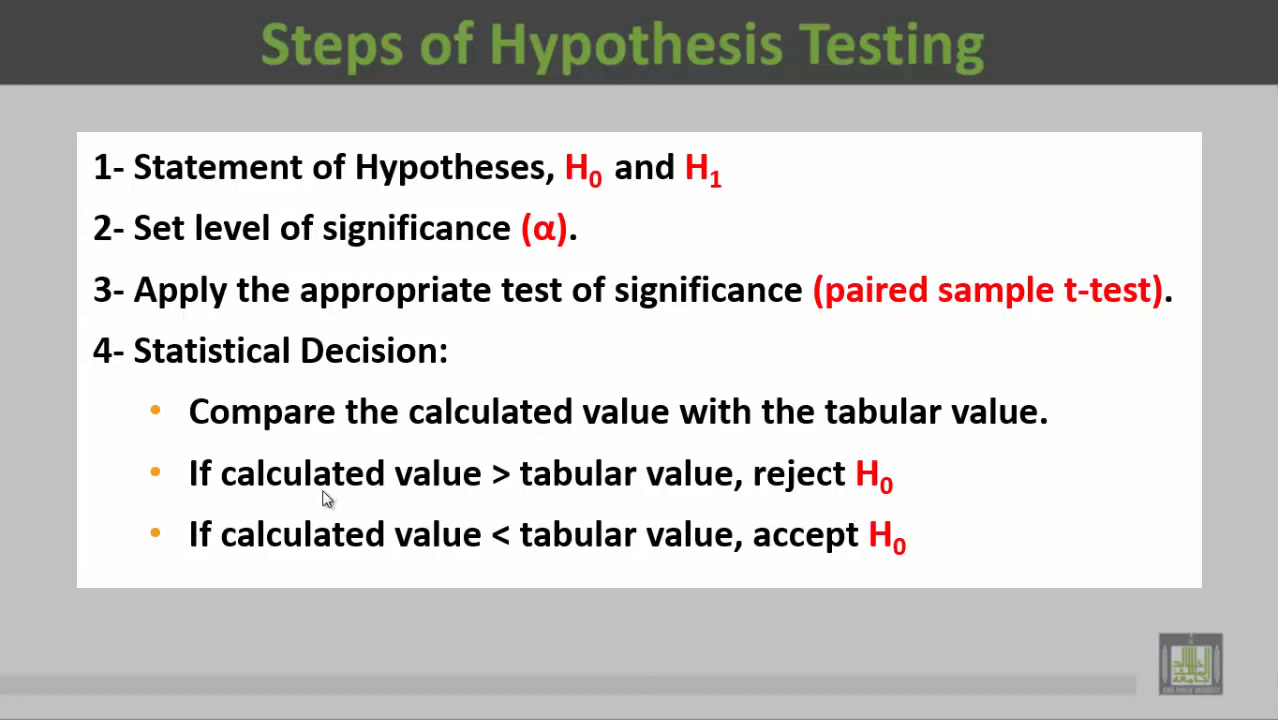 Steps of Hypothesis Testing
1- Statement of Hypotheses, H₀ and H₁
2- Set level of significance (α).
3- Apply the appropriate test of significance (paired sample t-test).
4- Statistical Decision:
• Compare the calculated value with the tabular value.
• If calculated value > tabular value, reject H₀
• If calculated value < tabular value, accept H₀